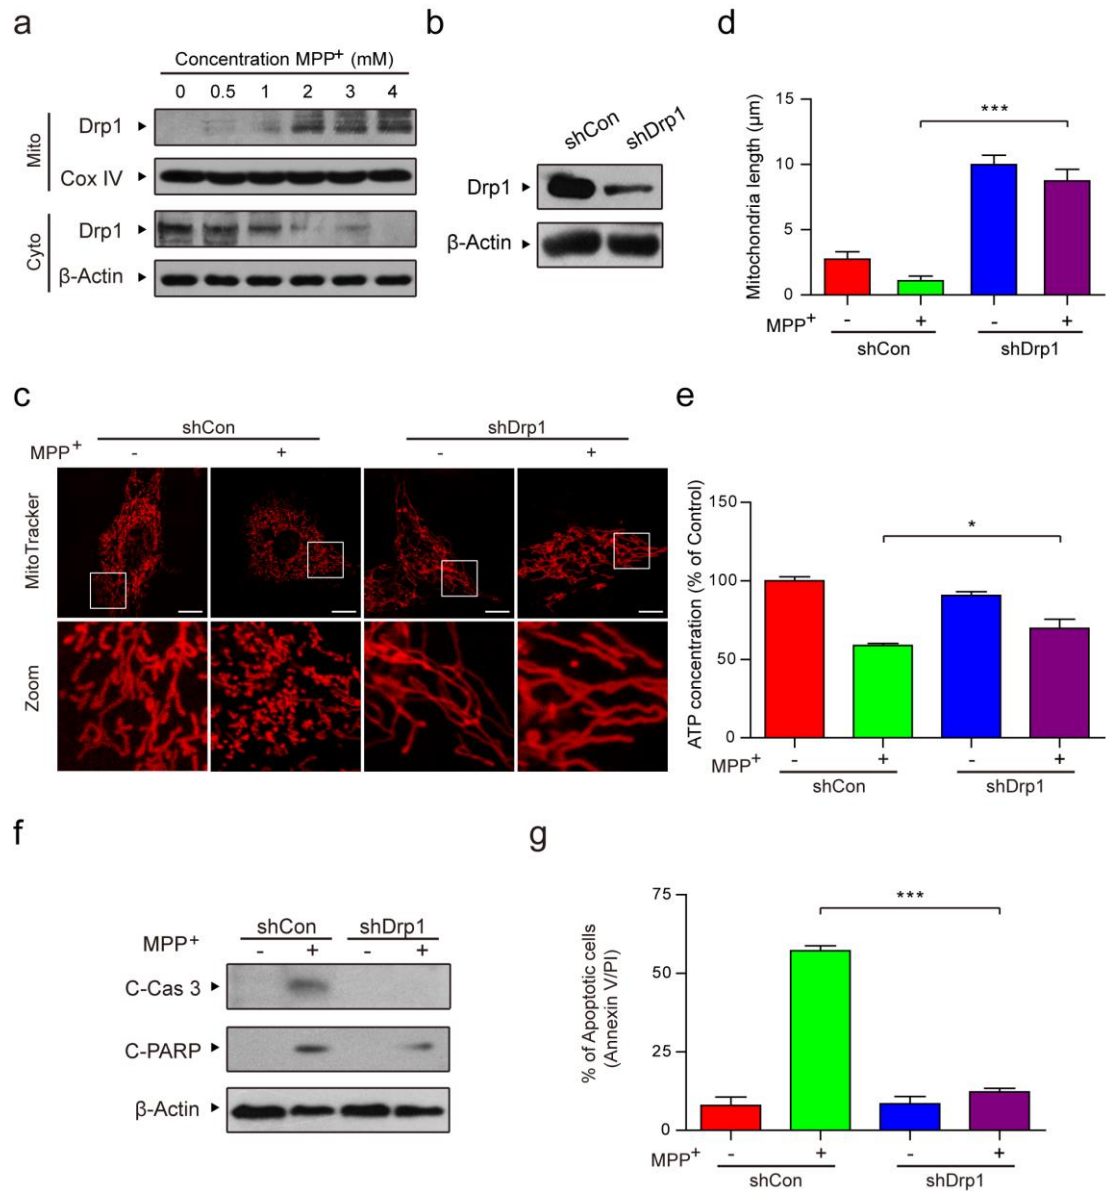 a
Concentration MPP+ (mM)
0 0.5 1 2 3 4
Mito
Drp1
Cox IV
Cyto
Drp1
β-Actin
b
shCon shDrp1
Drp1
β-Actin
d
Mitochondria length (μm)
15
10
5
0
***
MPP+ - + - +
shCon shDrp1
c
shCon shDrp1
MPP+ - + - +
MitoTracker
Zoom
e
ATP concentration (% of Control)
150
100
50
0
*
MPP+ - + - +
shCon shDrp1
f
shCon shDrp1
MPP+ - + - +
C-Cas 3
C-PARP
β-Actin
g
% of Apoptotic cells
(Annexin V/PI)
75
50
25
0
***
MPP+ - + - +
shCon shDrp1